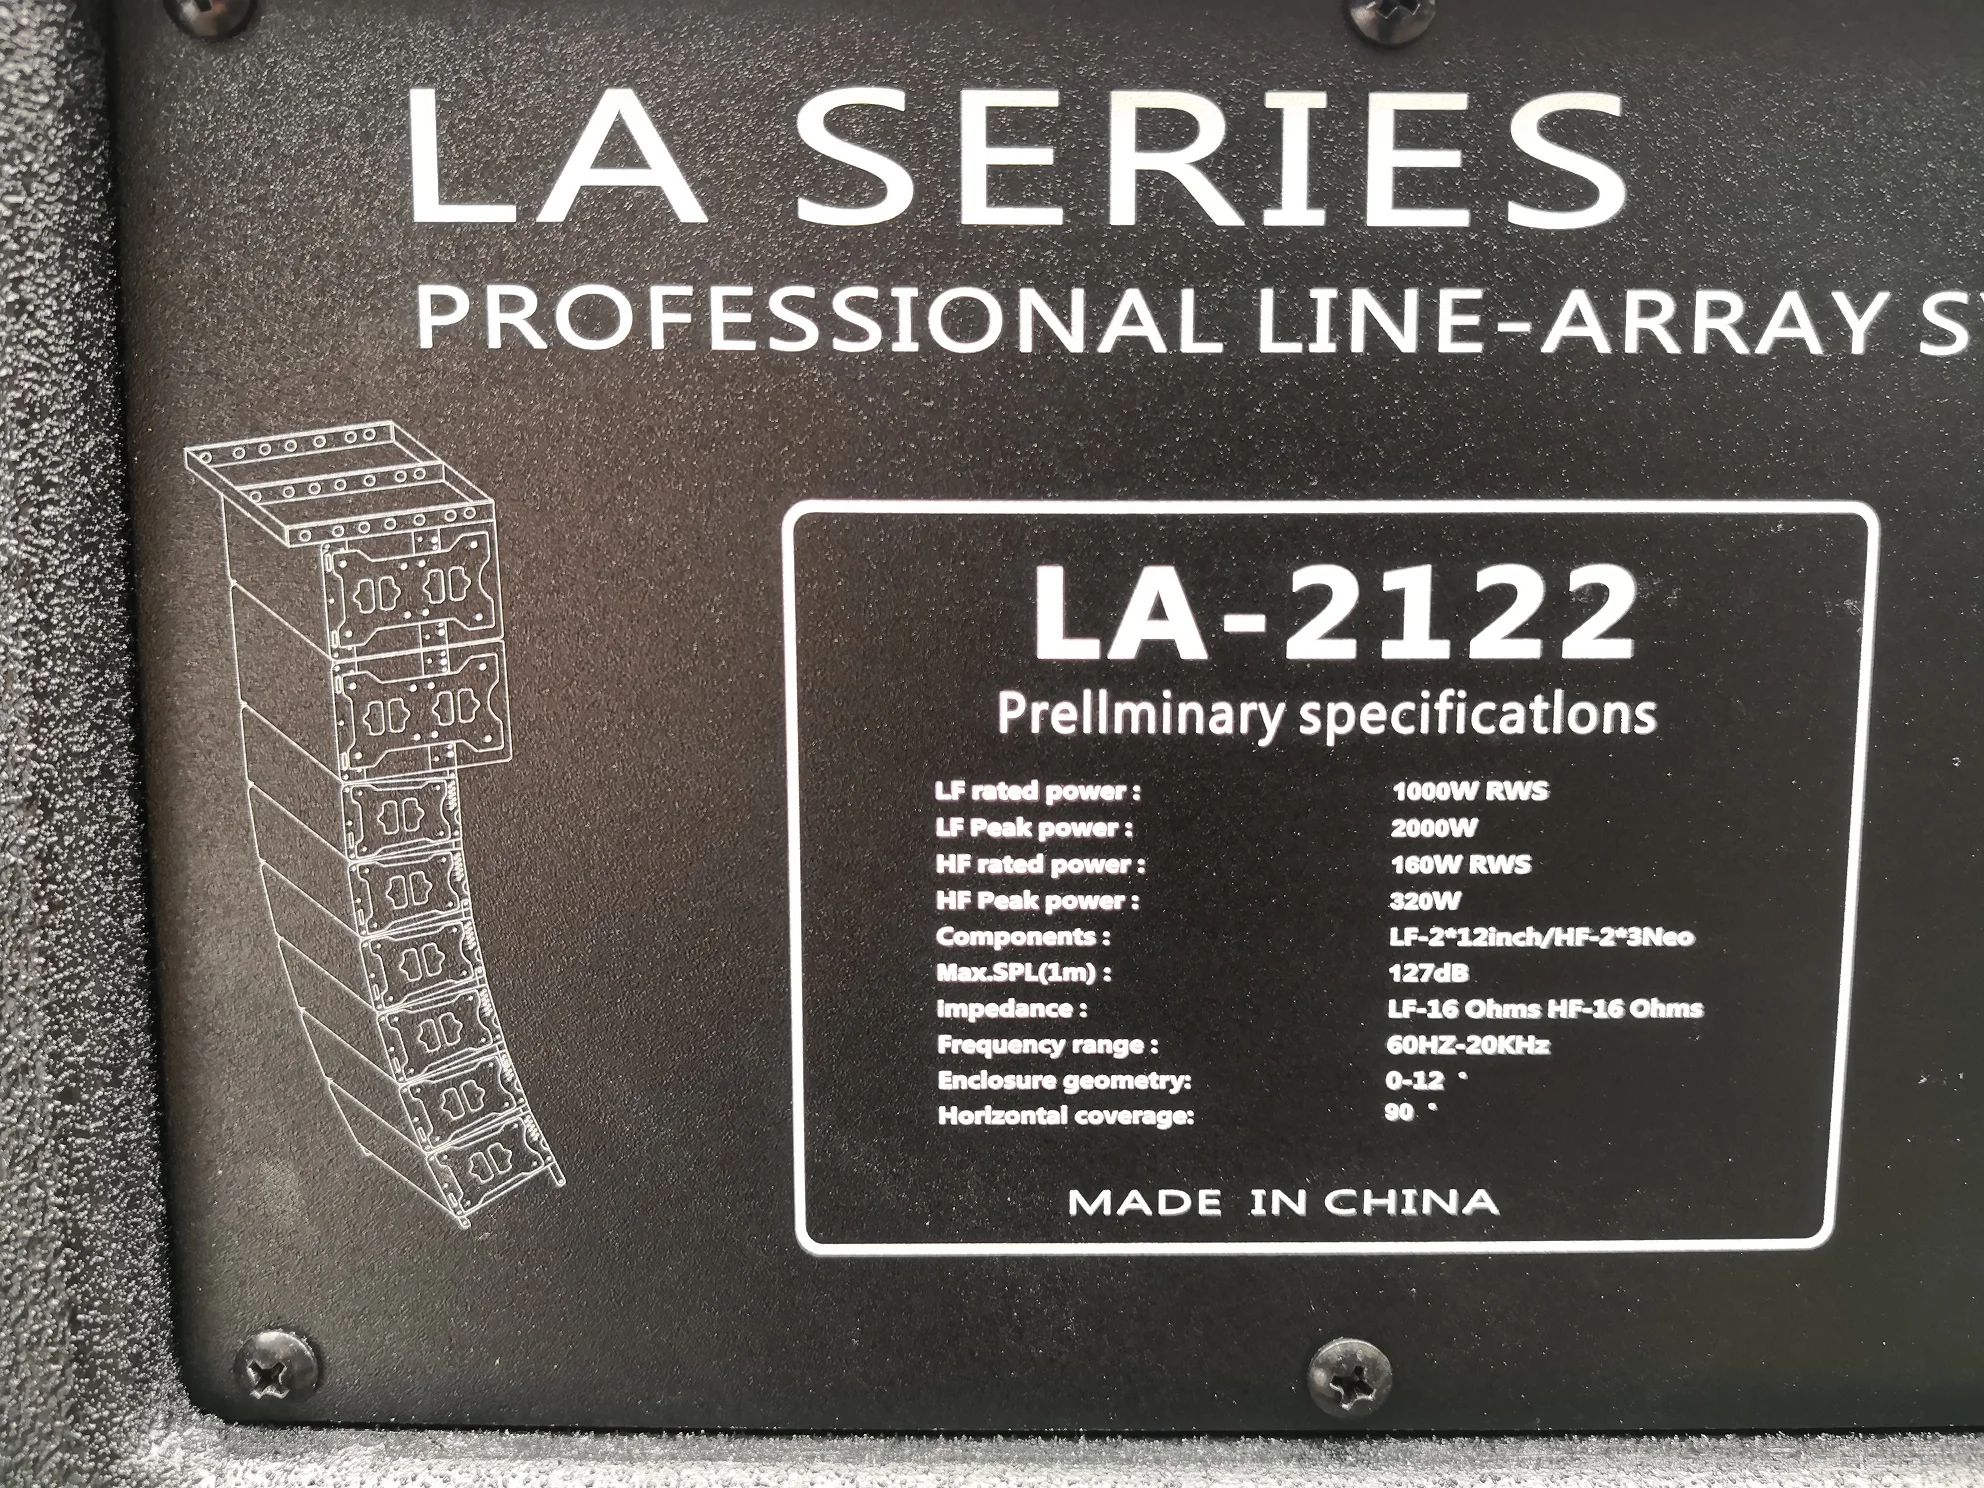 LA SERIES
PROFESSIONAL LINE-ARRAY
LA-2122
Prellminary specificatlons
LF rated power : 1000W RWS
LF Peak power : 2000W
HF rated power : 160W RWS
HF Peak power : 320W
Components : LF-2*12inch/HF-2*3Neo
Max.SPL(1m) : 127dB
Impedance : LF-16 Ohms HF-16 Ohms
Frequency range : 60HZ-20KHz
Enclosure geometry: 0-12 °
Horlzontal coverage: 90 °
MADE IN CHINA